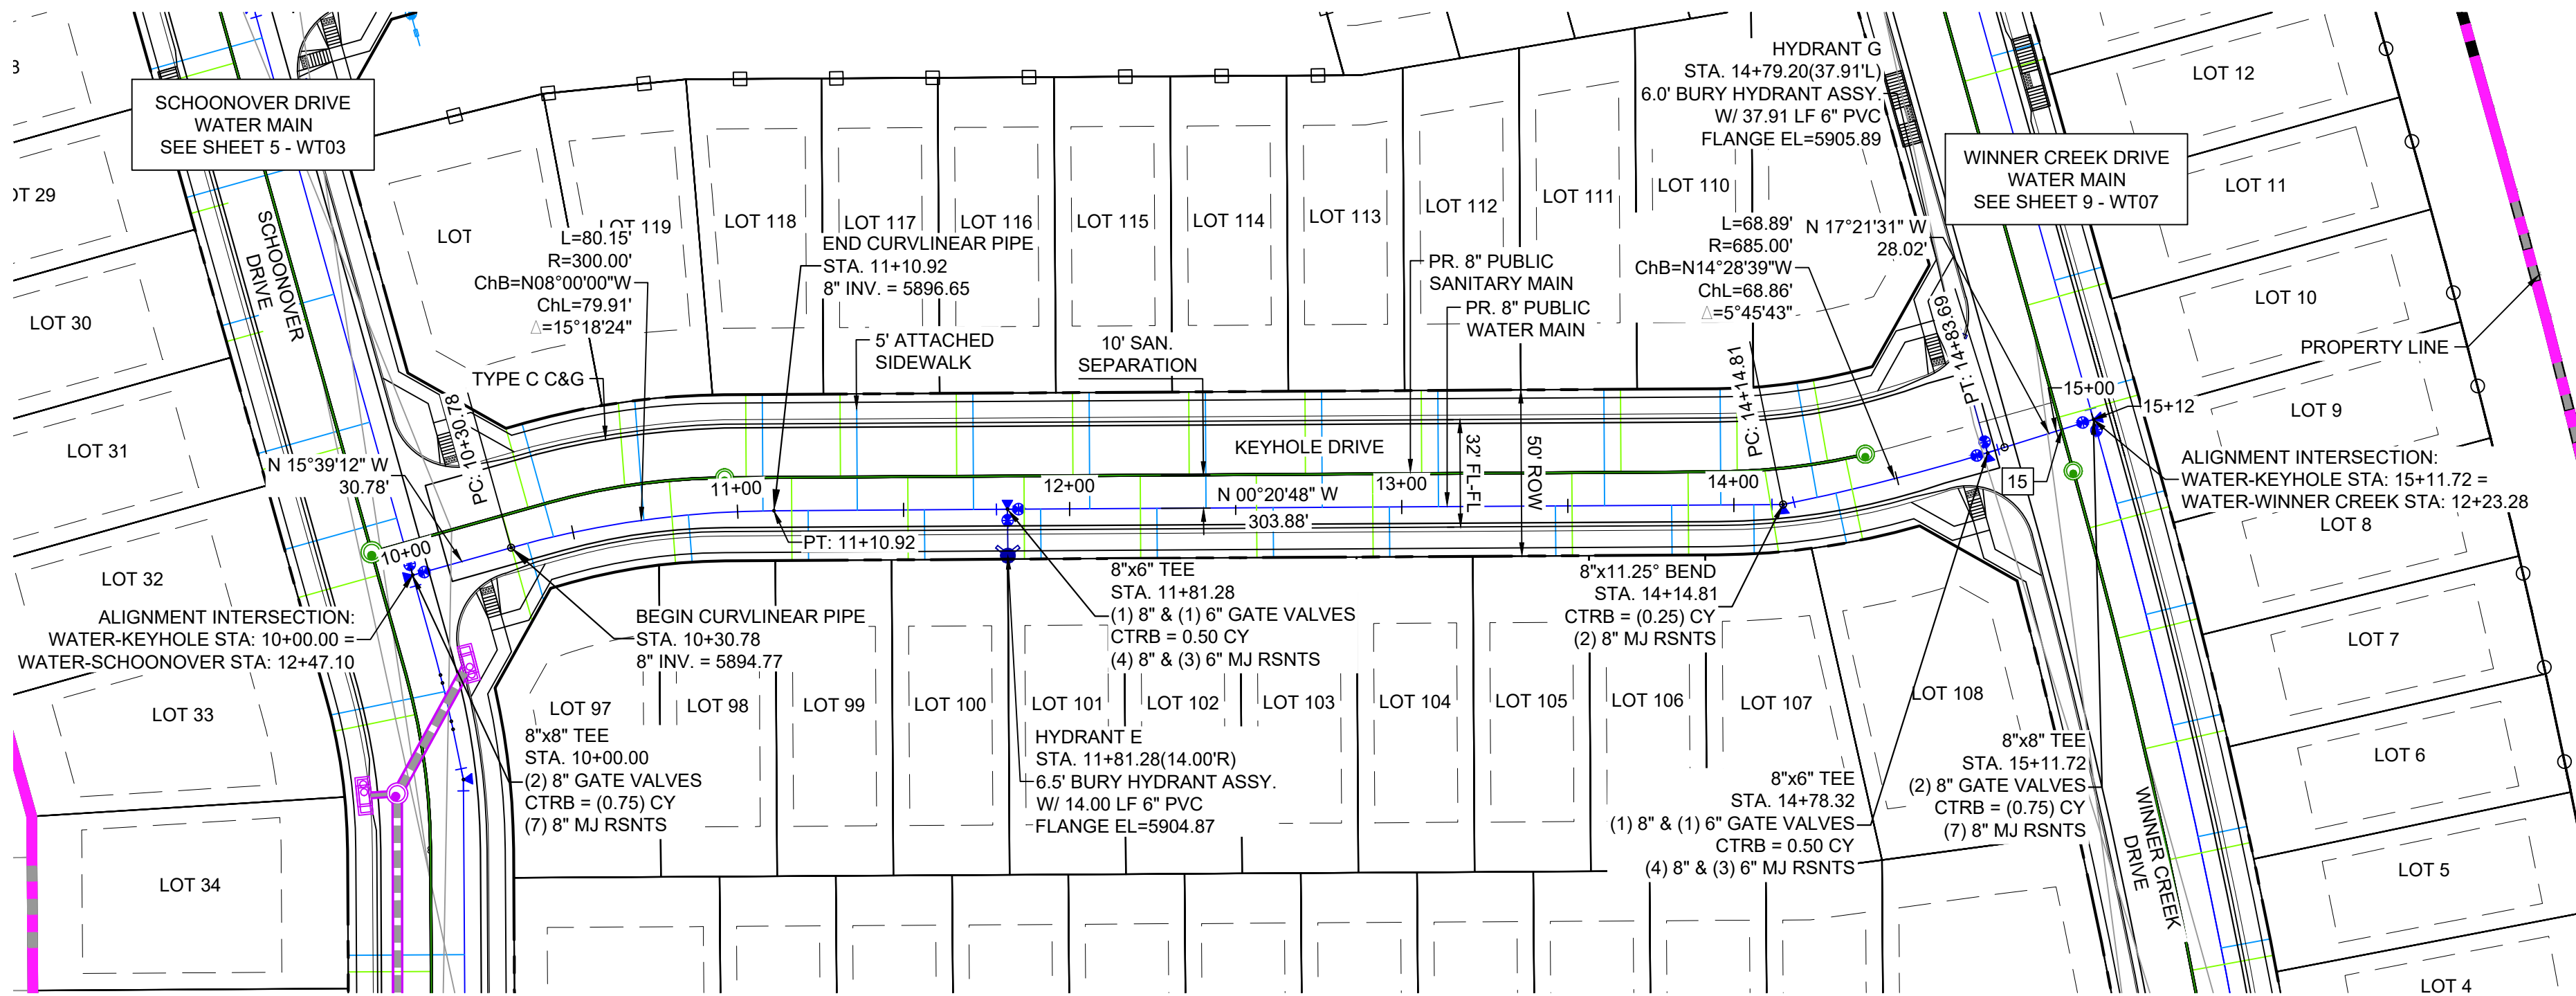 SCHOONOVER DRIVE
WATER MAIN
SEE SHEET 5 - WT03
HYDRANT G
STA. 14+79.20(37.91'L)
6.0' BURY HYDRANT ASSY.
W/ 37.91 LF 6" PVC
FLANGE EL=5905.89
WINNER CREEK DRIVE
WATER MAIN
SEE SHEET 9 - WT07
LOT 12
LOT 11
LOT 10
LOT 9
LOT 8
LOT 7
LOT 6
LOT 5
LOT 4
PROPERTY LINE
LOT 30
LOT 31
LOT 32
LOT 33
LOT 34
SCHOONOVER
DRIVE
LOT
LOT 119
LOT 118
LOT 117
LOT 116
LOT 115
LOT 114
LOT 113
LOT 112
LOT 111
LOT 110
L=80.15'
R=300.00'
ChB=N08°00'00"W
ChL=79.91'
△=15°18'24"
END CURVLINEAR PIPE
STA. 11+10.92
8" INV. = 5896.65
5' ATTACHED
SIDEWALK
10' SAN.
SEPARATION
PR. 8" PUBLIC
SANITARY MAIN
PR. 8" PUBLIC
WATER MAIN
L=68.89'
R=685.00'
ChB=N14°28'39"W
ChL=68.86'
△=5°45'43"
N 17°21'31" W
28.02'
TYPE C C&G
PC: 10+30.78
N 15°39'12" W
30.78'
10+00
11+00
12+00
13+00
14+00
15+00
15+12
15
PT: 11+10.92
KEYHOLE DRIVE
N 00°20'48" W
303.88'
32' FL-FL
50' ROW
PC: 14+14.81
PT: 14+83.69
ALIGNMENT INTERSECTION:
WATER-KEYHOLE STA: 15+11.72 =
WATER-WINNER CREEK STA: 12+23.28
ALIGNMENT INTERSECTION:
WATER-KEYHOLE STA: 10+00.00 =
WATER-SCHOONOVER STA: 12+47.10
BEGIN CURVLINEAR PIPE
STA. 10+30.78
8" INV. = 5894.77
8"x6" TEE
STA. 11+81.28
(1) 8" & (1) 6" GATE VALVES
CTRB = 0.50 CY
(4) 8" & (3) 6" MJ RSNTS
8"x11.25° BEND
STA. 14+14.81
CTRB = (0.25) CY
(2) 8" MJ RSNTS
LOT 97
LOT 98
LOT 99
LOT 100
LOT 101
LOT 102
LOT 103
LOT 104
LOT 105
LOT 106
LOT 107
LOT 108
8"x8" TEE
STA. 10+00.00
(2) 8" GATE VALVES
CTRB = (0.75) CY
(7) 8" MJ RSNTS
HYDRANT E
STA. 11+81.28(14.00'R)
6.5' BURY HYDRANT ASSY.
W/ 14.00 LF 6" PVC
FLANGE EL=5904.87
8"x6" TEE
STA. 14+78.32
(1) 8" & (1) 6" GATE VALVES
CTRB = 0.50 CY
(4) 8" & (3) 6" MJ RSNTS
8"x8" TEE
STA. 15+11.72
(2) 8" GATE VALVES
CTRB = (0.75) CY
(7) 8" MJ RSNTS
WINNER CREEK
DRIVE